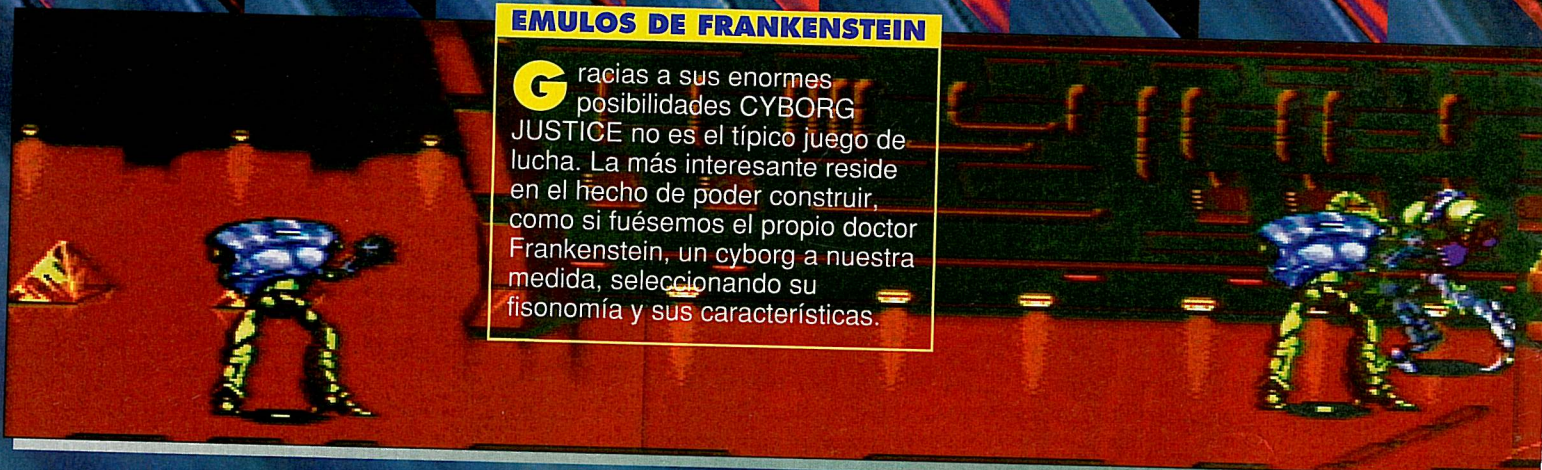 EMULOS DE FRANKENSTEIN
Gracias a sus enormes
posibilidades CYBORG
JUSTICE no es el típico juego de
lucha. La más interesante reside
en el hecho de poder construir,
como si fuésemos el propio doctor
Frankenstein, un cyborg a nuestra
medida, seleccionando su
fisonomía y sus características.